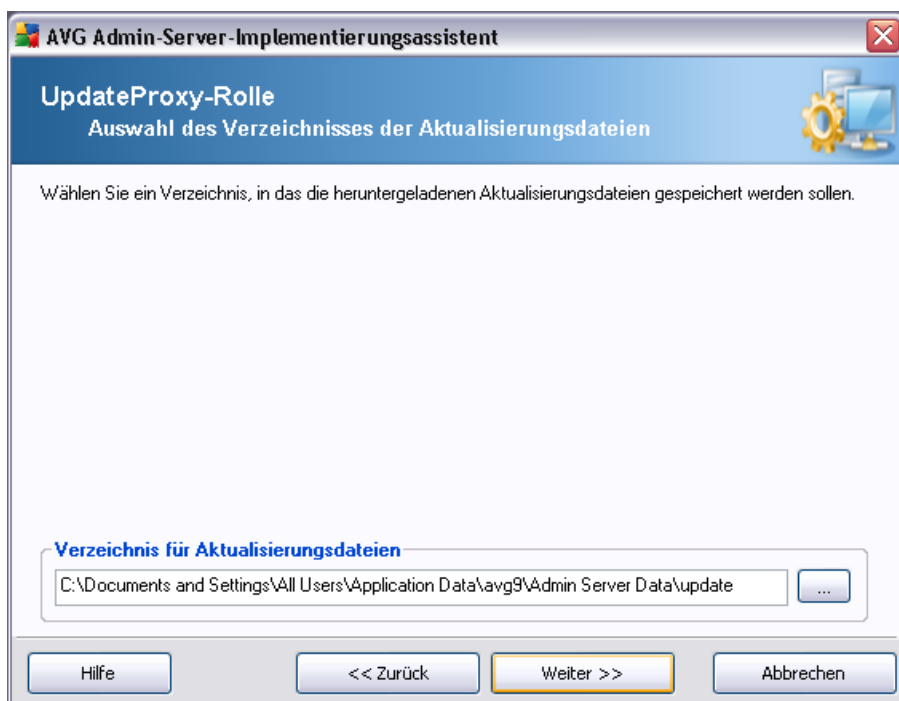 AVG Admin-Server-Implementierungsassistent
UpdateProxy-Rolle
Auswahl des Verzeichnisses der Aktualisierungsdateien
Wählen Sie ein Verzeichnis, in das die heruntergeladenen Aktualisierungsdateien gespeichert werden sollen.
Verzeichnis für Aktualisierungsdateien
C:\Documents and Settings\All Users\Application Data\avg9\Admin Server Data\update
...
Hilfe
<< Zurück
Weiter >>
Abbrechen